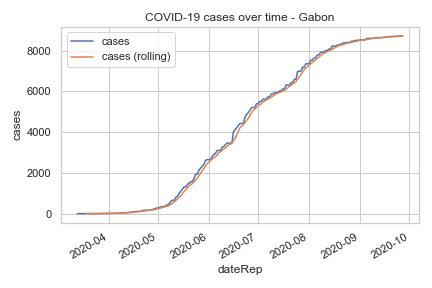 COVID-19 cases over time - Gabon
cases
cases (rolling)
8000
6000
4000
2000
0
cases
2020-04
2020-05
2020-06
2020-07
2020-08
2020-09
2020-10
dateRep